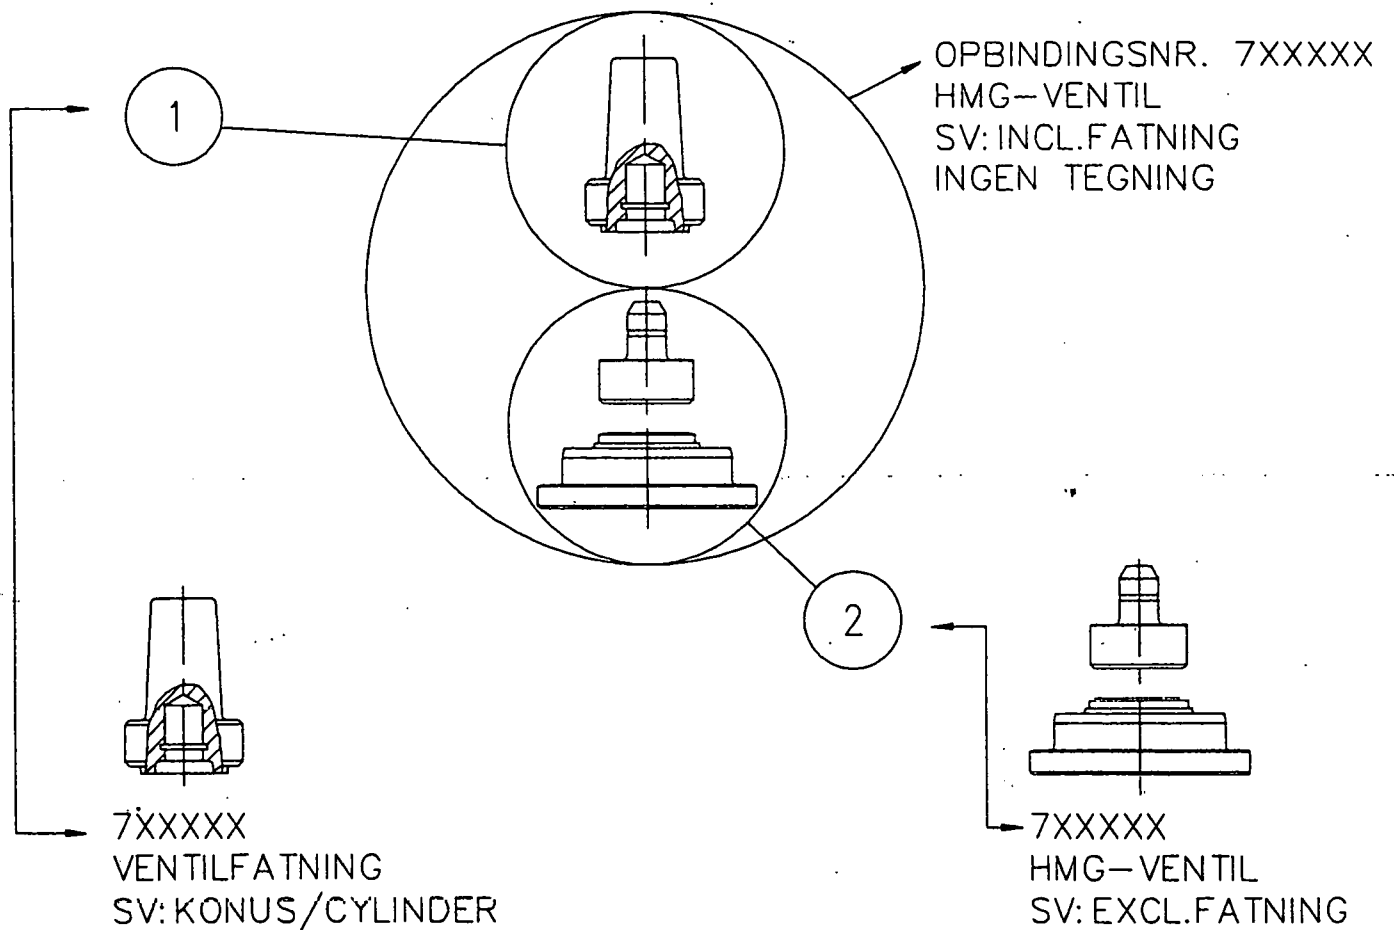 1
OPBINDINGSNR. 7XXXXX
HMG-VENTIL
SV: INCL.FATNING
INGEN TEGNING
2
7XXXXX
VENTILFATNING
SV: KONUS/CYLINDER
7XXXXX
HMG-VENTIL
SV: EXCL.FATNING